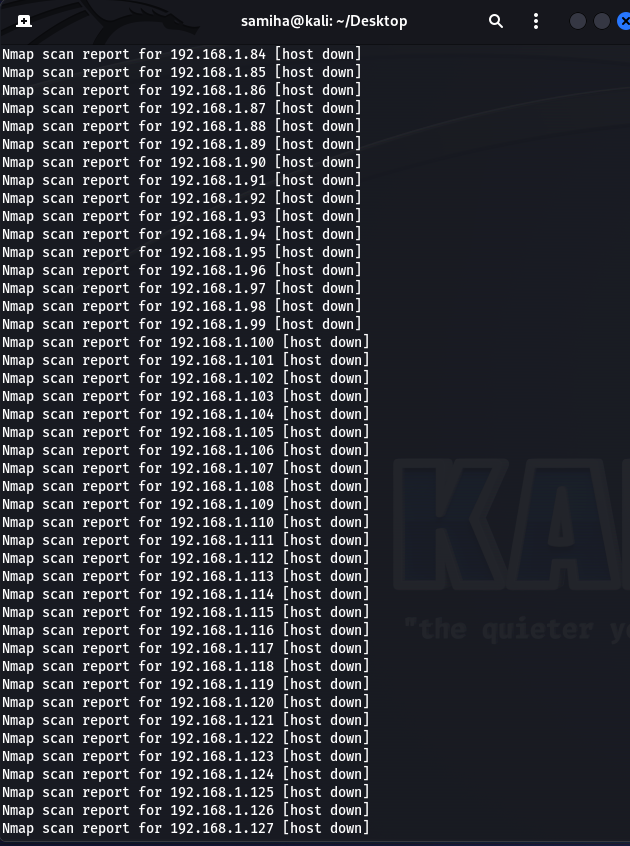 samiha@kali: ~/Desktop
Nmap scan report for 192.168.1.84 [host down]
Nmap scan report for 192.168.1.85 [host down]
Nmap scan report for 192.168.1.86 [host down]
Nmap scan report for 192.168.1.87 [host down]
Nmap scan report for 192.168.1.88 [host down]
Nmap scan report for 192.168.1.89 [host down]
Nmap scan report for 192.168.1.90 [host down]
Nmap scan report for 192.168.1.91 [host down]
Nmap scan report for 192.168.1.92 [host down]
Nmap scan report for 192.168.1.93 [host down]
Nmap scan report for 192.168.1.94 [host down]
Nmap scan report for 192.168.1.95 [host down]
Nmap scan report for 192.168.1.96 [host down]
Nmap scan report for 192.168.1.97 [host down]
Nmap scan report for 192.168.1.98 [host down]
Nmap scan report for 192.168.1.99 [host down]
Nmap scan report for 192.168.1.100 [host down]
Nmap scan report for 192.168.1.101 [host down]
Nmap scan report for 192.168.1.102 [host down]
Nmap scan report for 192.168.1.103 [host down]
Nmap scan report for 192.168.1.104 [host down]
Nmap scan report for 192.168.1.105 [host down]
Nmap scan report for 192.168.1.106 [host down]
Nmap scan report for 192.168.1.107 [host down]
Nmap scan report for 192.168.1.108 [host down]
Nmap scan report for 192.168.1.109 [host down]
Nmap scan report for 192.168.1.110 [host down]
Nmap scan report for 192.168.1.111 [host down]
Nmap scan report for 192.168.1.112 [host down]
Nmap scan report for 192.168.1.113 [host down]
Nmap scan report for 192.168.1.114 [host down]
Nmap scan report for 192.168.1.115 [host down]
Nmap scan report for 192.168.1.116 [host down]
Nmap scan report for 192.168.1.117 [host down]
Nmap scan report for 192.168.1.118 [host down]
Nmap scan report for 192.168.1.119 [host down]
Nmap scan report for 192.168.1.120 [host down]
Nmap scan report for 192.168.1.121 [host down]
Nmap scan report for 192.168.1.122 [host down]
Nmap scan report for 192.168.1.123 [host down]
Nmap scan report for 192.168.1.124 [host down]
Nmap scan report for 192.168.1.125 [host down]
Nmap scan report for 192.168.1.126 [host down]
Nmap scan report for 192.168.1.127 [host down]
KA
"the quieter y